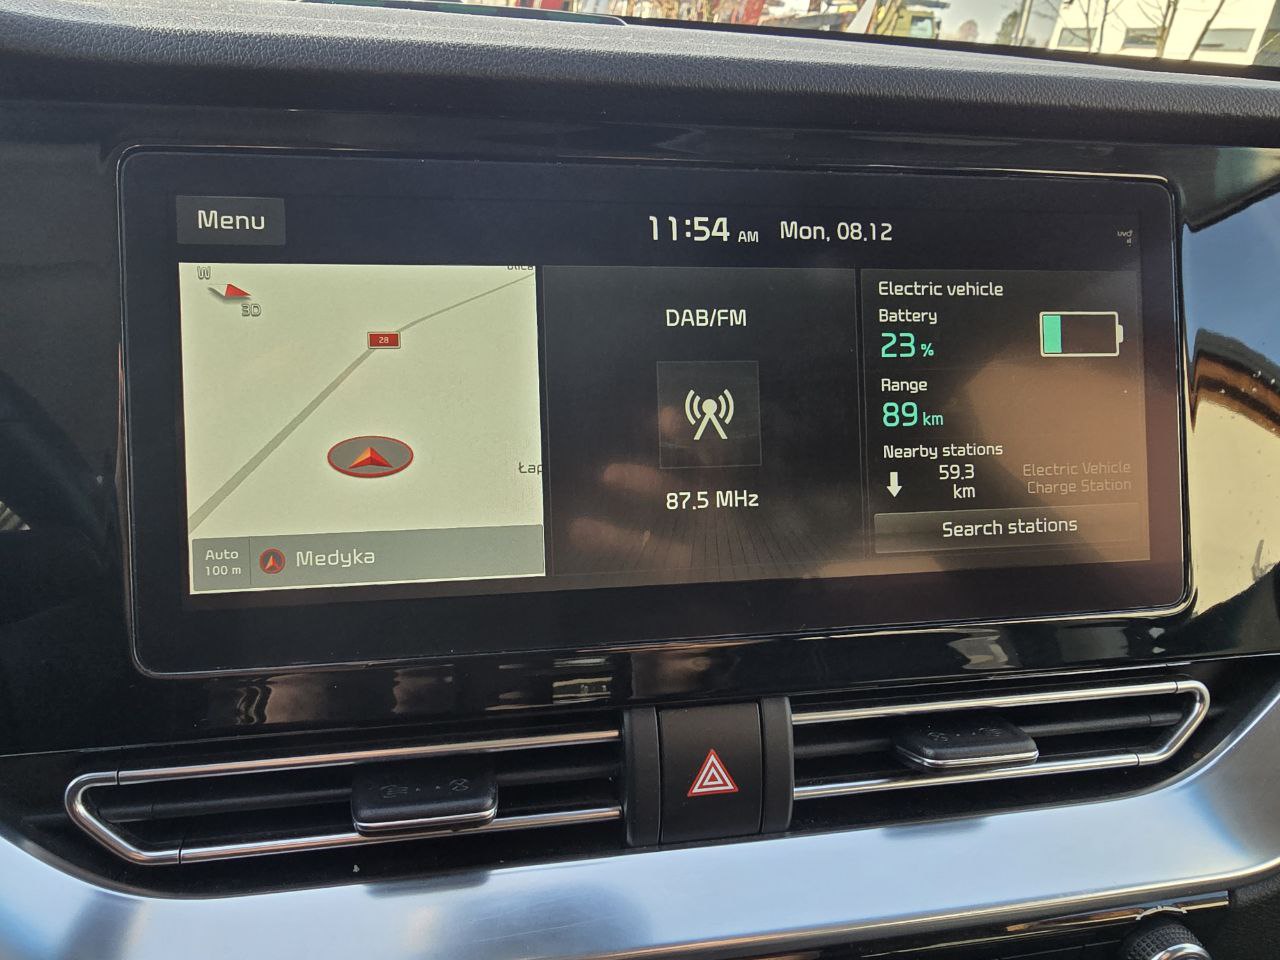 Menu
11:54 AM Mon, 08.12
W
3D
28
Auto
100 m
Medyka
DAB/FM
87.5 MHz
Electric vehicle
Battery
23 %
Range
89 km
Nearby stations
59.3
km
Electric Vehicle
Charge Station
Search stations